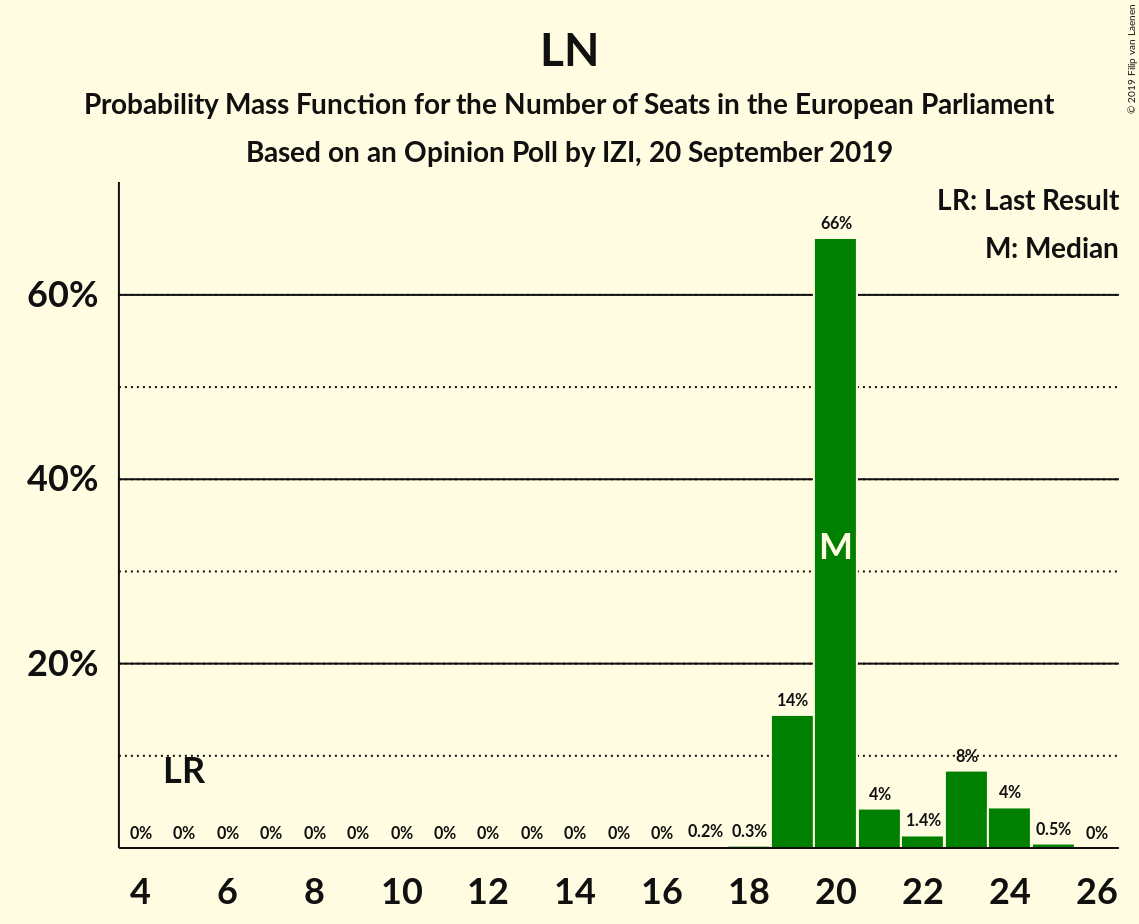 LN
Probability Mass Function for the Number of Seats in the European Parliament
Based on an Opinion Poll by IZI, 20 September 2019
© 2019 Filip van Laenen
LR: Last Result
M: Median
60%
40%
20%
66%
M
14%
LR
8%
4%
4%
1.4%
0% 0% 0% 0% 0% 0% 0% 0% 0% 0% 0% 0% 0% 0.2% 0.3% 0.5% 0%
4 6 8 10 12 14 16 18 20 22 24 26